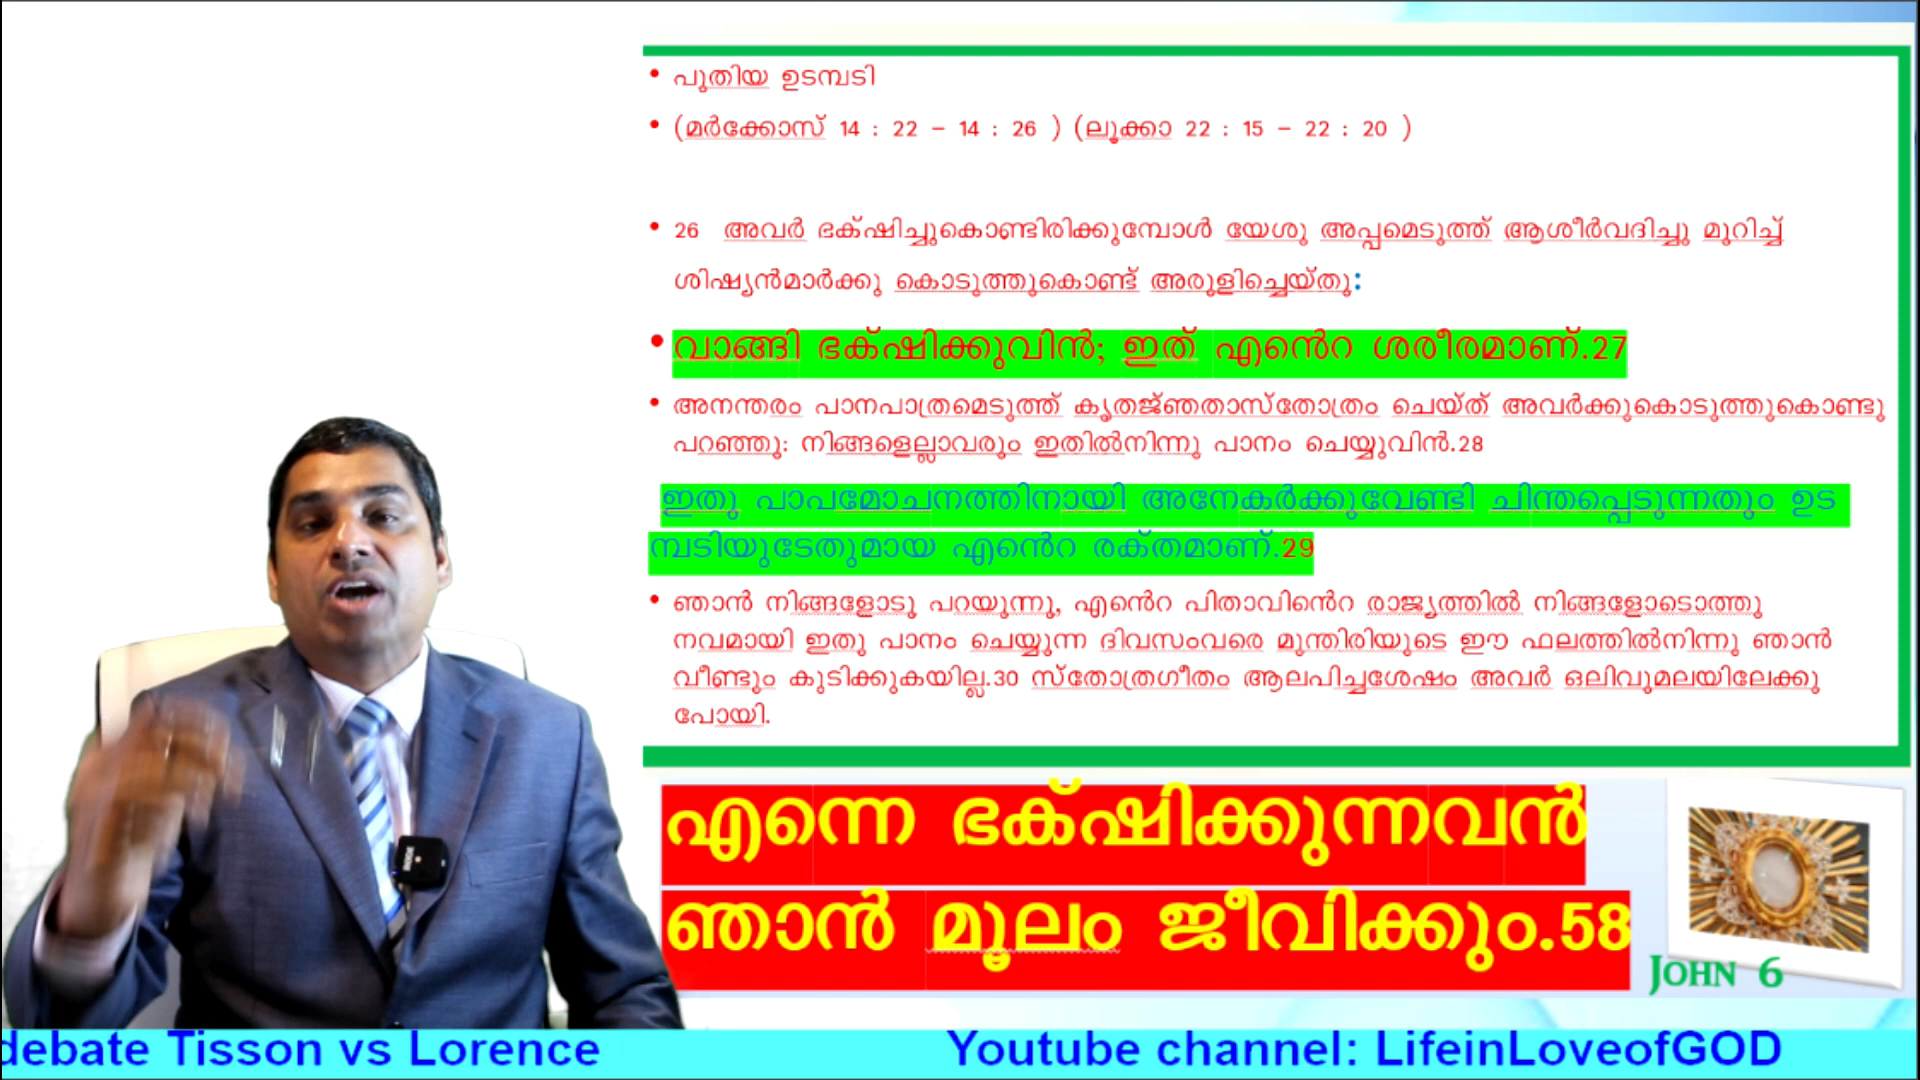 • പുതിയ ഉടമ്പടി
• (മർക്കോസ് 14 : 22 – 14 : 26 ) (ലൂക്കാ 22 : 15 – 22 : 20 )
• 26 അവർ ഭക്‌ഷിച്ചുകൊണ്ടിരിക്കുമ്പോൾ യേശു അപ്പമെടുത്ത് ആശീർവദിച്ചു മുറിച്ച്
ശിഷ്യൻമാർക്കു കൊടുത്തുകൊണ്ട് അരുളിച്ചെയ്തു:
• വാങ്ങി ഭക്‌ഷിക്കുവിൻ; ഇത് എൻെറ ശരീരമാണ്.27
• അനന്തരം പാനപാത്രമെടുത്ത് കൃതജ്‌ഞതാസ്‌തോത്രം ചെയ്ത് അവർക്കുകൊടുത്തുകൊണ്ടു
പറഞ്ഞു: നിങ്ങളെല്ലാവരും ഇതിൽനിന്നു പാനം ചെയ്യുവിൻ.28
ഇതു പാപമോചനത്തിനായി അനേകർക്കുവേണ്ടി ചിന്തപ്പെടുന്നതും ഉട
മ്പടിയുടേതുമായ എൻെറ രക്‌തമാണ്.29
• ഞാൻ നിങ്ങളോടു പറയുന്നു, എൻെറ പിതാവിൻെറ രാജ്യത്തിൽ നിങ്ങളോടൊത്തു
നവമായി ഇതു പാനം ചെയ്യുന്ന ദിവസംവരെ മുന്തിരിയുടെ ഈ ഫലത്തിൽനിന്നു ഞാൻ
വീണ്ടും കുടിക്കുകയില്ല.30 സ്‌തോത്രഗീതം ആലപിച്ചശേഷം അവർ ഒലിവുമലയിലേക്കു
പോയി.
എന്നെ ഭക്‌ഷിക്കുന്നവൻ
ഞാൻ മൂലം ജീവിക്കും.58
JOHN 6
debate Tisson vs Lorence Youtube channel: LifeinLoveofGOD